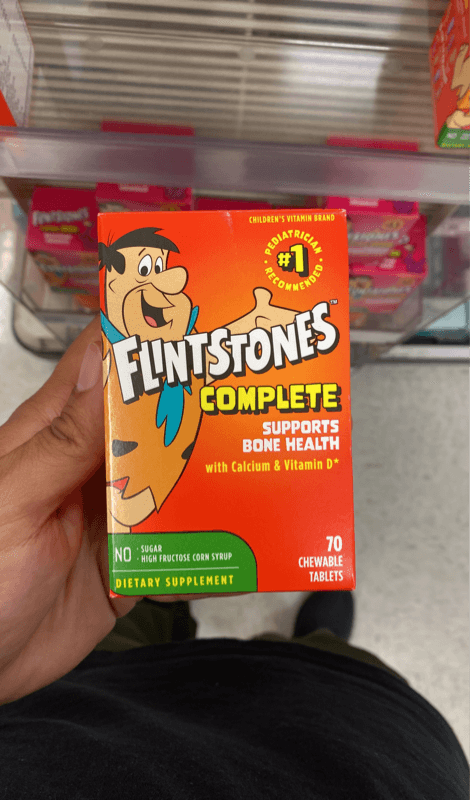 CHILDREN'S VITAMIN BRAND
PEDIATRICIAN
#1
RECOMMENDED
FLINTSTONES™
COMPLETE
SUPPORTS
BONE HEALTH
with Calcium & Vitamin D*
NO · SUGAR
· HIGH FRUCTOSE CORN SYRUP
DIETARY SUPPLEMENT
70
CHEWABLE
TABLETS
FLINTSTONES